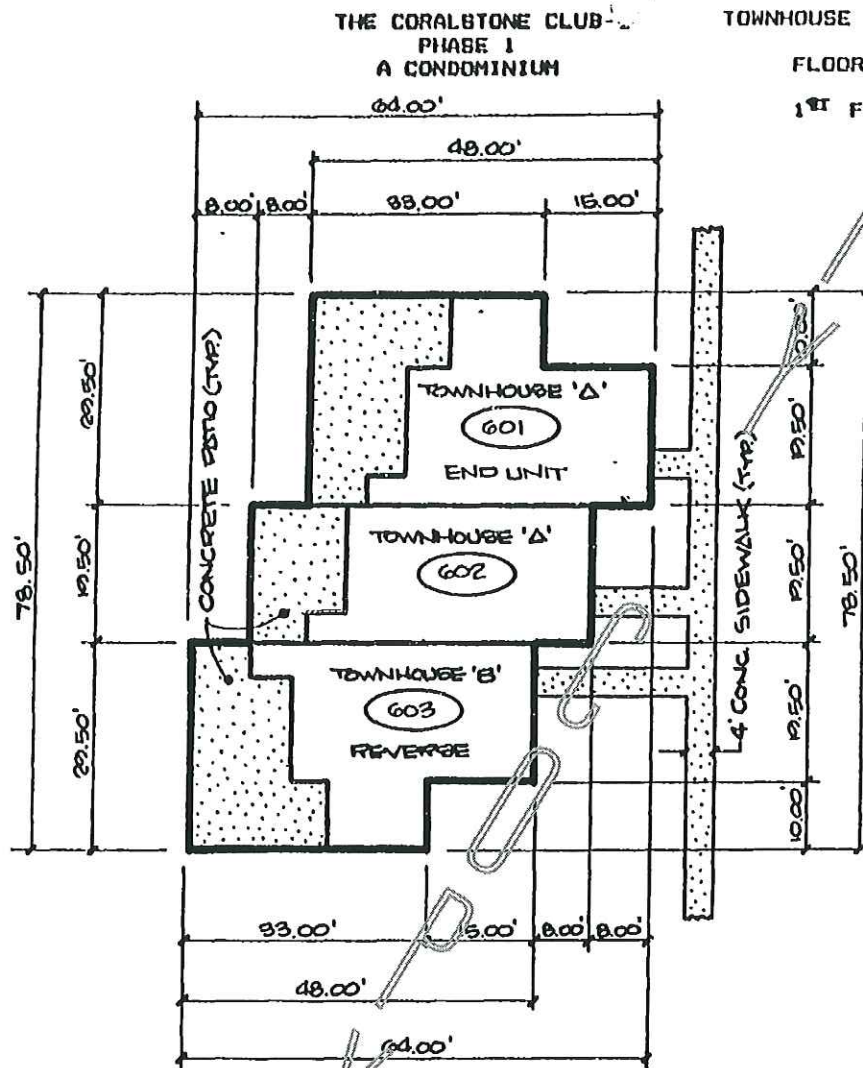 THE CORALSTONE CLUB-
PHASE 1
A CONDOMINIUM
TOWNHOUSE
FLOOR
1ST F
64.00'
48.00'
8.00' 8.00' 33.00' 15.00'
78.50'
29.50'
19.50'
29.50'
CONCRETE PATIO (TYP.)
TOWNHOUSE 'A'
601
END UNIT
TOWNHOUSE 'A'
602
TOWNHOUSE 'B'
603
REVERSE
4' CONC. SIDEWALK (TYP.)
19.50'
19.50'
19.50'
10.00'
78.50'
33.00' 15.00' 8.00' 8.00'
48.00'
64.00'